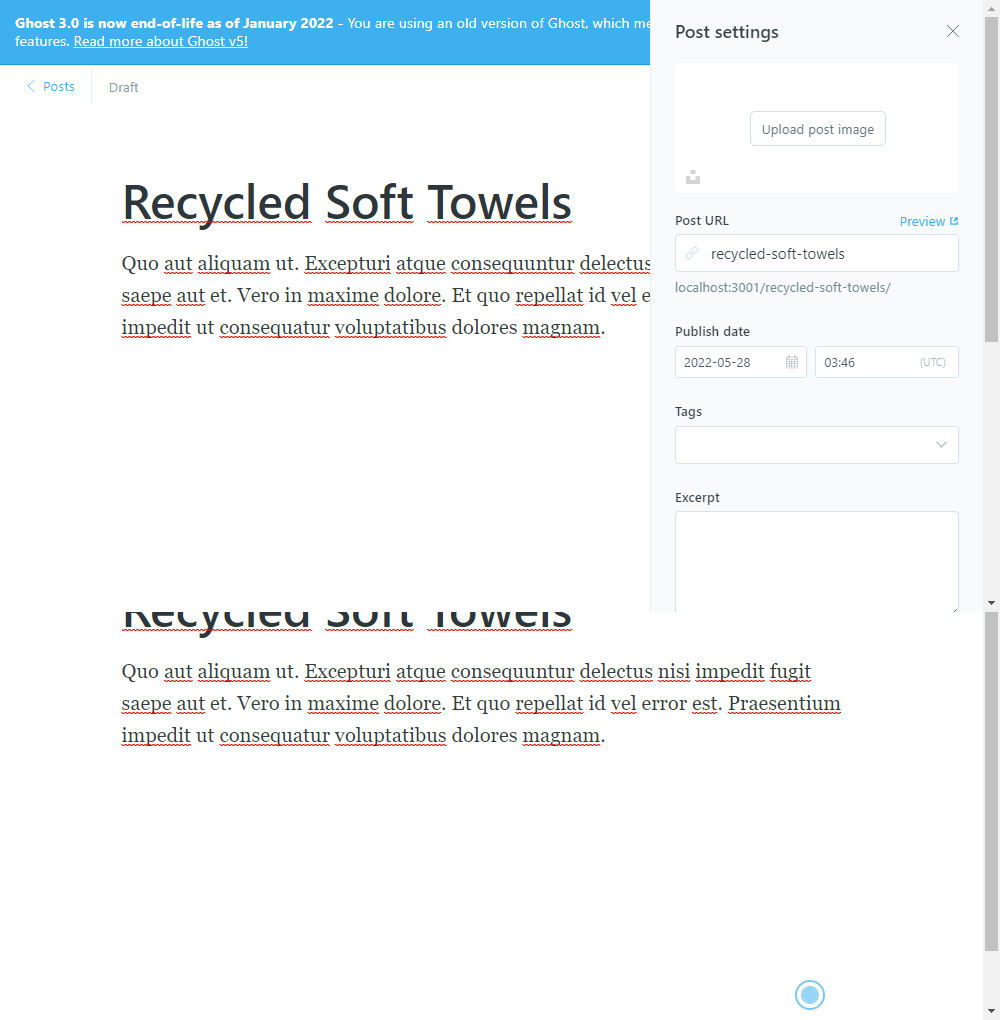 Ghost 3.0 is now end-of-life as of January 2022 - You are using an old version of Ghost, which
features. Read more about Ghost v5!
Posts
Draft
Recycled Soft Towels
Quo aut aliquam ut. Excepturi atque consequuntur delectus
saepe aut et. Vero in maxime dolore. Et quo repellat id vel
impedit ut consequatur voluptatibus dolores magnam.
Post settings
Upload post image
Post URL
Preview
recycled-soft-towels
localhost:3001/recycled-soft-towels/
Publish date
2022-05-28
03:46
(UTC)
Tags
Excerpt
Recycled Soft Towels
Quo aut aliquam ut. Excepturi atque consequuntur delectus nisi impedit fugit
saepe aut et. Vero in maxime dolore. Et quo repellat id vel error est. Praesentium
impedit ut consequatur voluptatibus dolores magnam.